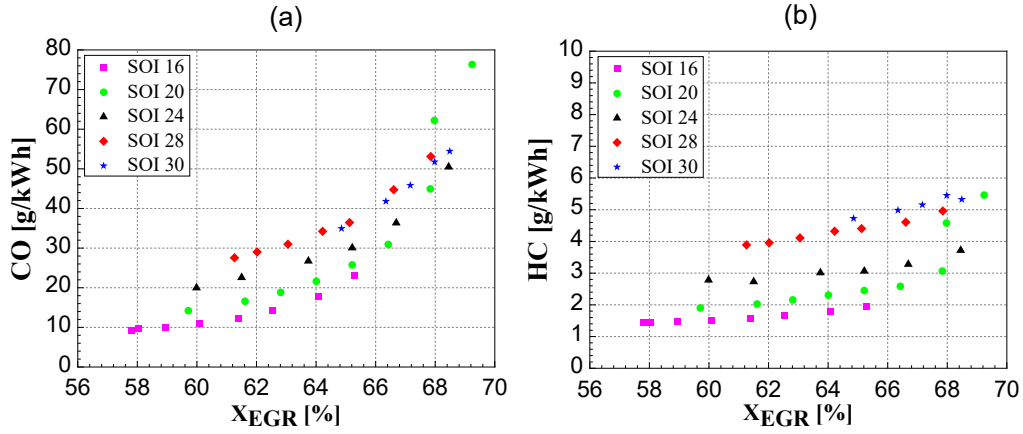 (a)
80
70
60
50
40
30
20
10
0
CO [g/kWh]
SOI 16
SOI 20
SOI 24
SOI 28
SOI 30
56 58 60 62 64 66 68 70
X_EGR [%]
(b)
10
9
8
7
6
5
4
3
2
1
0
HC [g/kWh]
SOI 16
SOI 20
SOI 24
SOI 28
SOI 30
56 58 60 62 64 66 68 70
X_EGR [%]